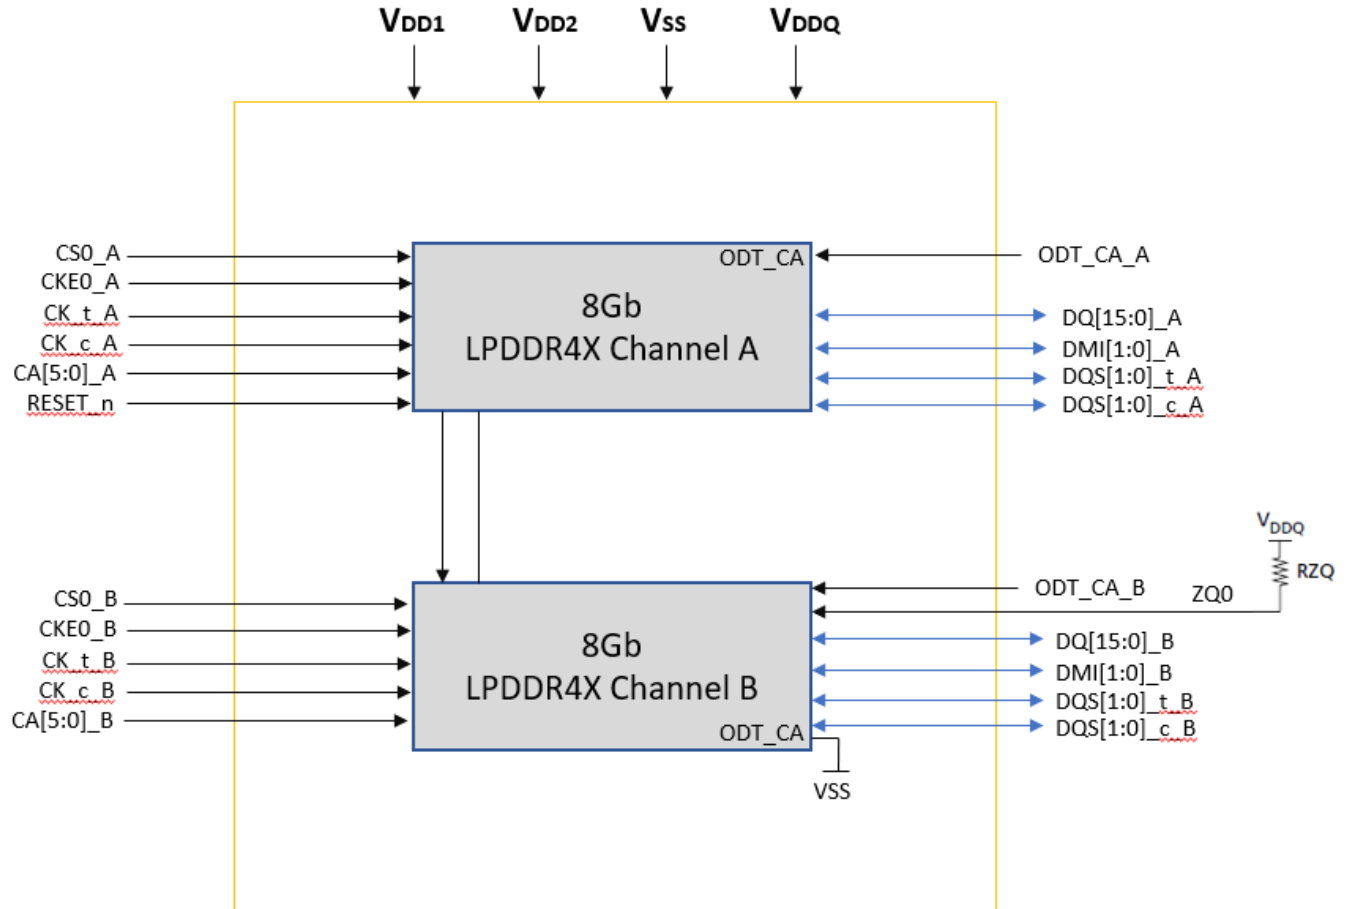 VDD1 VDD2 VSS VDDQ
CS0_A
CKE0_A
CK_t_A
CK_c_A
CA[5:0]_A
RESET_n
ODT_CA
8Gb
LPDDR4X Channel A
ODT_CA_A
DQ[15:0]_A
DMI[1:0]_A
DQS[1:0]_t_A
DQS[1:0]_c_A
VDDQ
RZQ
ZQ0
CS0_B
CKE0_B
CK_t_B
CK_c_B
CA[5:0]_B
8Gb
LPDDR4X Channel B
ODT_CA
ODT_CA_B
DQ[15:0]_B
DMI[1:0]_B
DQS[1:0]_t_B
DQS[1:0]_c_B
VSS